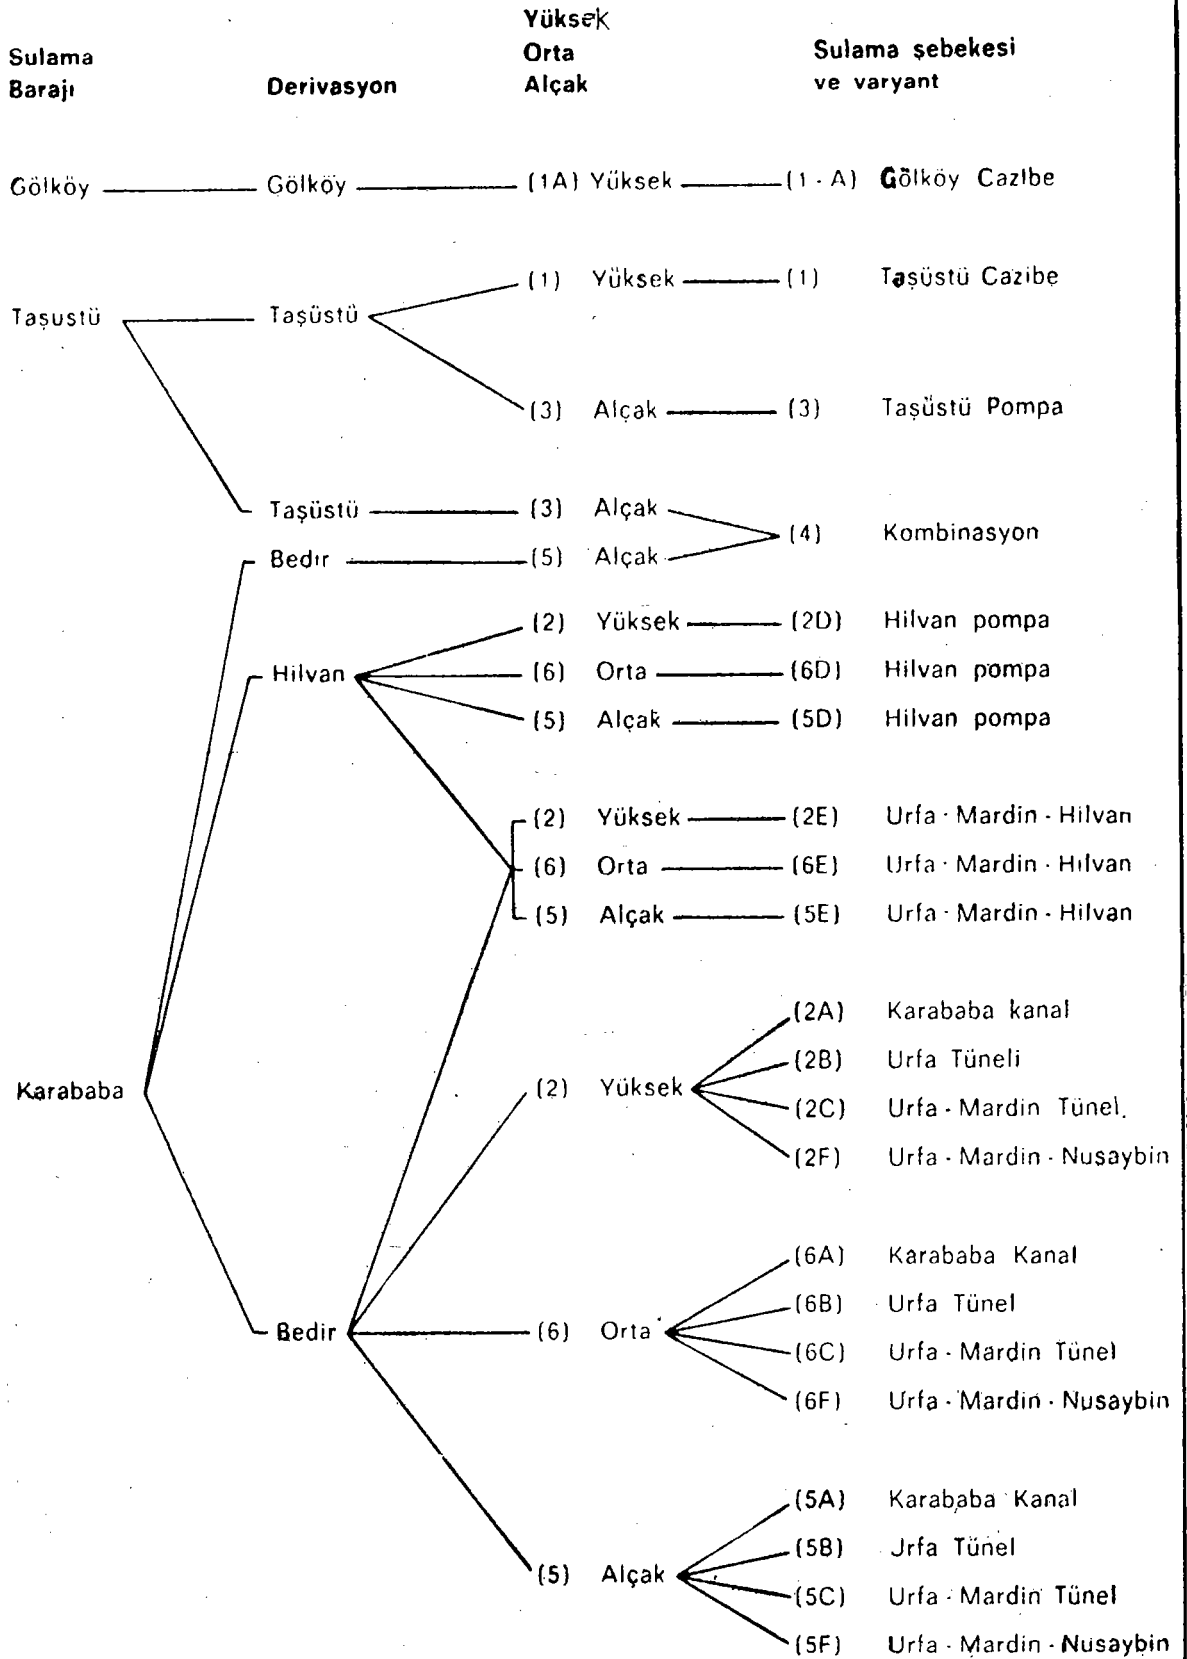 Sulama
Barajı
Derivasyon
Yüksek
Orta
Alçak
Sulama şebekesi
ve varyant
Gölköy Gölköy (1A) Yüksek (1-A) Gölköy Cazibe
(1) Yüksek (1) Taşüstü Cazibe
Taşustü Taşüstü
(3) Alçak (3) Taşüstü Pompa
Taşüstü (3) Alçak
(4) Kombinasyon
Bedir (5) Alçak
(2) Yüksek (2D) Hilvan pompa
Hilvan (6) Orta (6D) Hilvan pompa
(5) Alçak (5D) Hilvan pompa
(2) Yüksek (2E) Urfa-Mardin-Hilvan
(6) Orta (6E) Urfa-Mardin-Hilvan
(5) Alçak (5E) Urfa-Mardin-Hilvan
(2A) Karababa kanal
(2B) Urfa Tüneli
Karababa (2) Yüksek
(2C) Urfa-Mardin Tünel.
(2F) Urfa-Mardin-Nusaybin
(6A) Karababa Kanal
(6B) Urfa Tünel
Bedir (6) Orta
(6C) Urfa-Mardin Tünel
(6F) Urfa-Mardin-Nusaybin
(5A) Karababa Kanal
(5B) Jrfa Tünel
(5) Alçak
(5C) Urfa-Mardin Tünel
(5F) Urfa-Mardin-Nusaybin